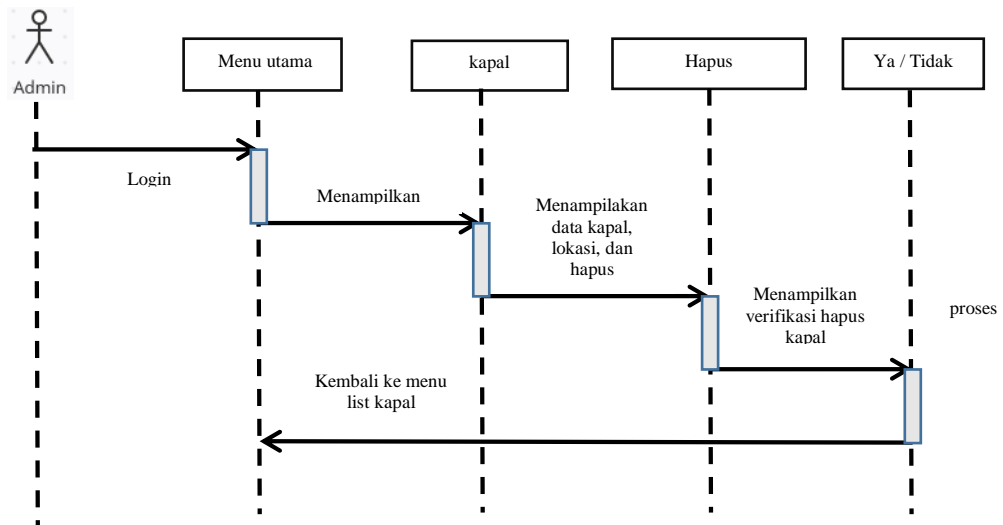 Admin
Menu utama
kapal
Hapus
Ya / Tidak
Login
Menampilkan
Menampilakan
data kapal,
lokasi, dan
hapus
Menampilkan
verifikasi hapus
kapal
proses
Kembali ke menu
list kapal